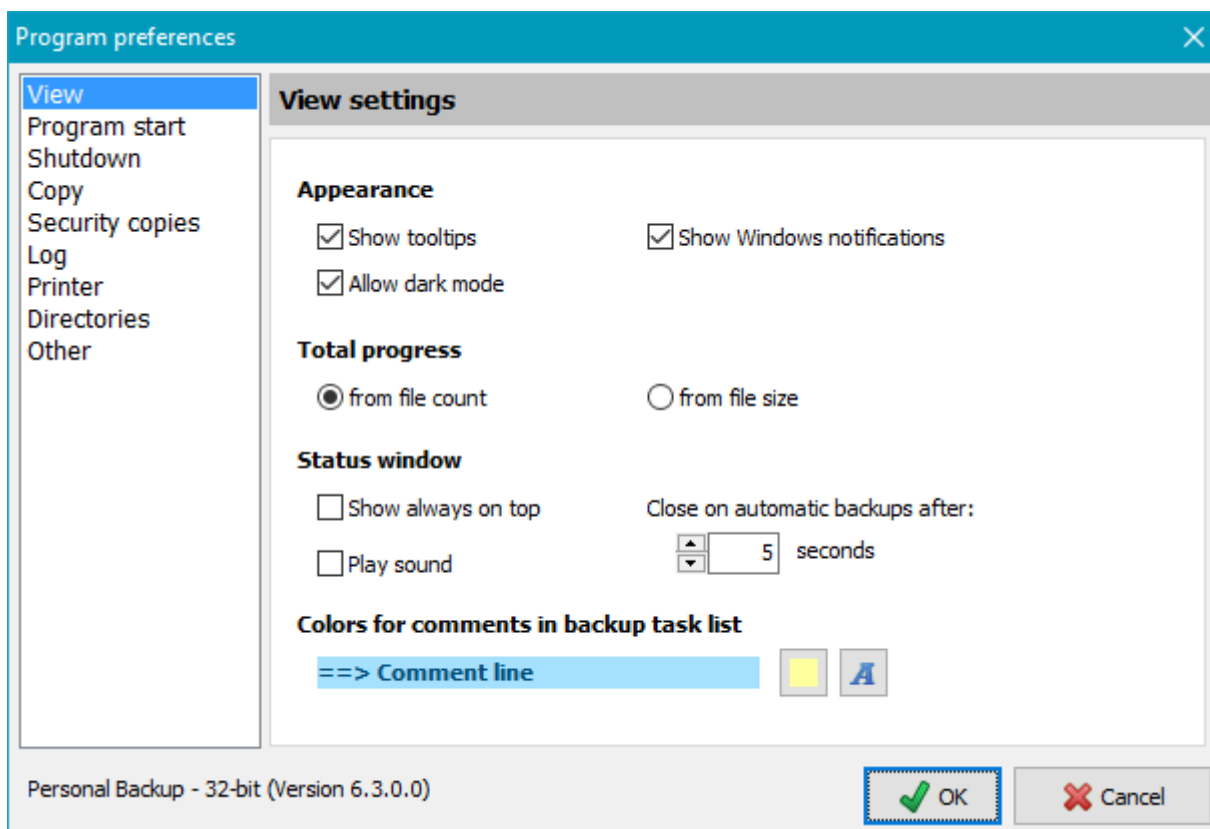 Program preferences
View
Program start
Shutdown
Copy
Security copies
Log
Printer
Directories
Other
View settings
Appearance
Show tooltips
Show Windows notifications
Allow dark mode
Total progress
from file count
from file size
Status window
Show always on top
Close on automatic backups after:
Play sound
5 seconds
Colors for comments in backup task list
==> Comment line
A
Personal Backup - 32-bit (Version 6.3.0.0)
OK
Cancel